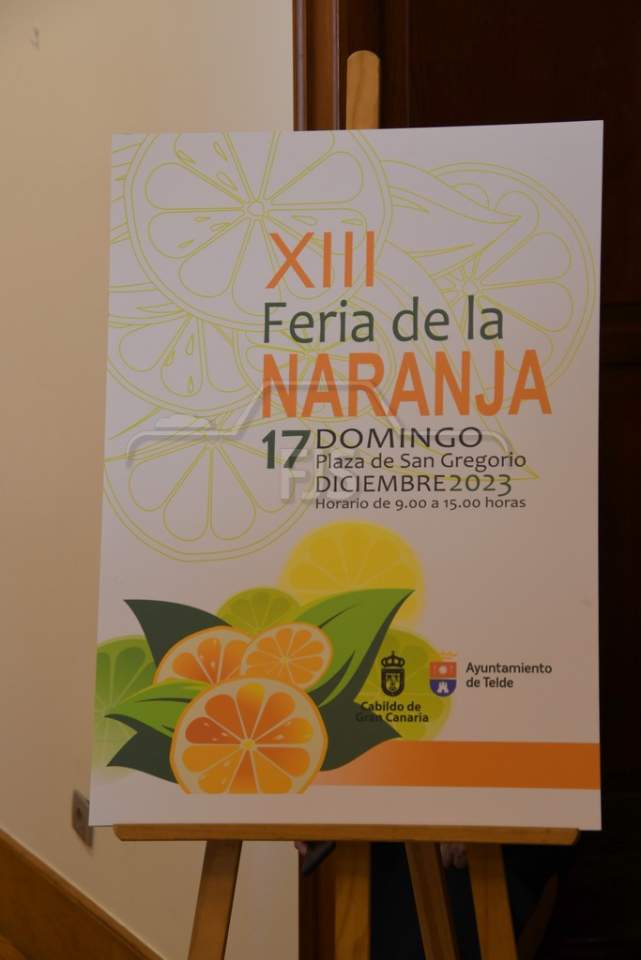 XIII
Feria de la
NARANJA
17 DOMINGO
Plaza de San Gregorio
DICIEMBRE 2023
Horario de 9.00 a 15.00 horas
FJS
Cabildo de
Gran Canaria
Ayuntamiento
de Telde